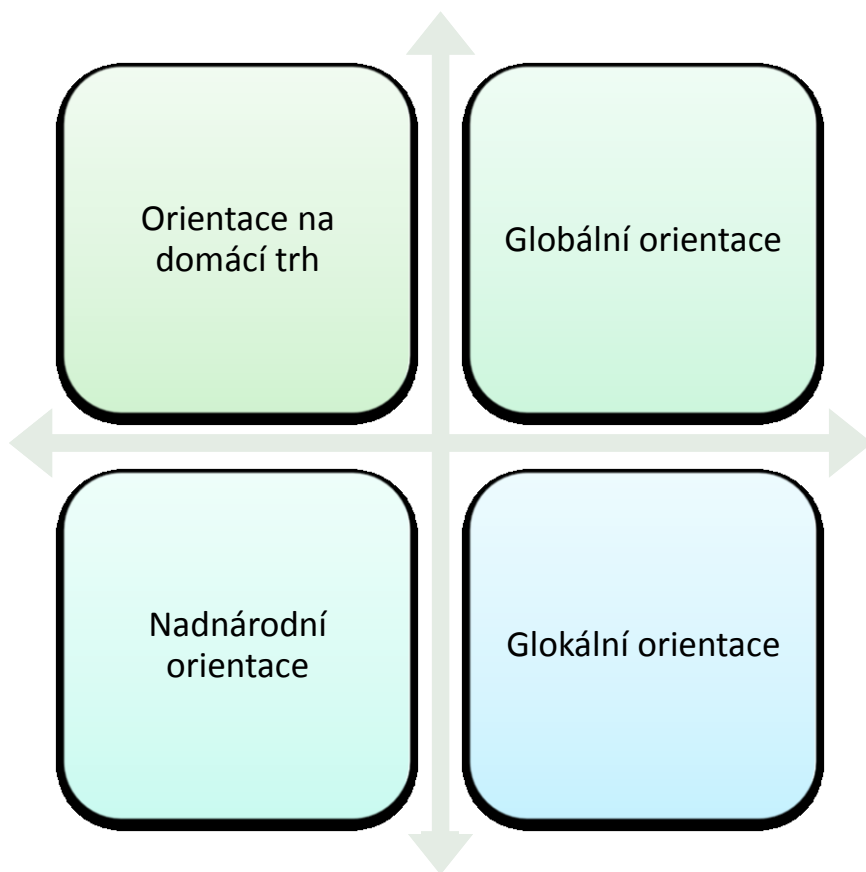 Orientace na
domácí trh
Globální orientace
Nadnárodní
orientace
Glokální orientace